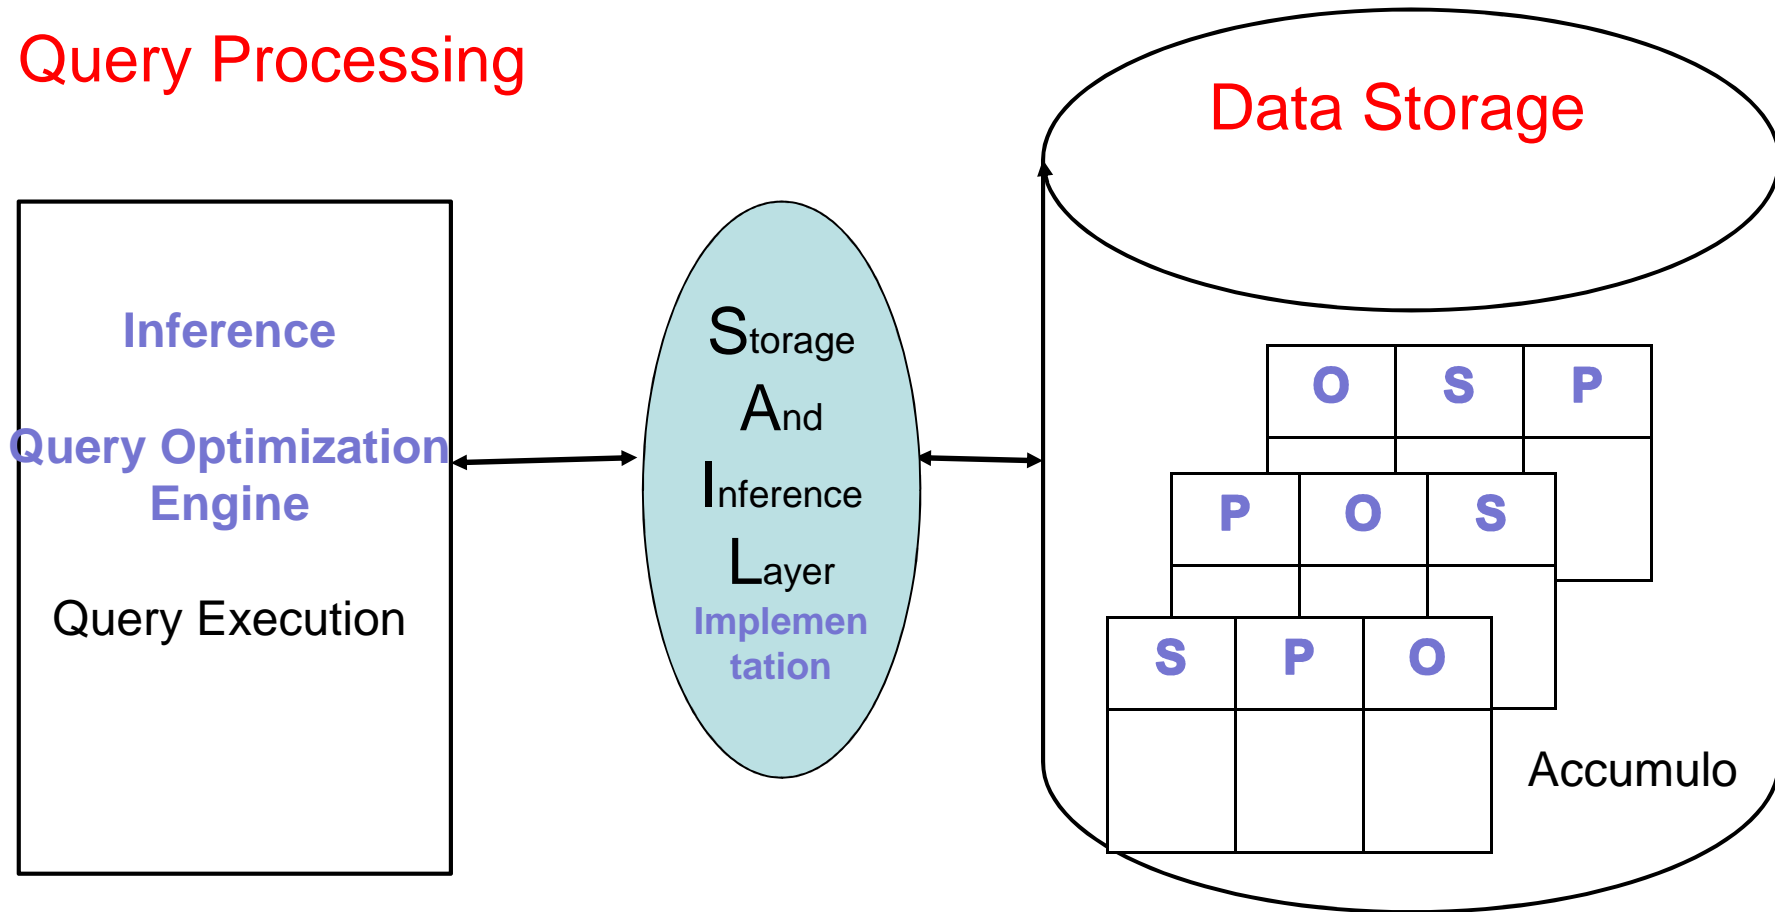 Query Processing
Data Storage
Inference
Query Optimization
Engine
Query Execution
Storage
And
Inference
Layer
Implemen
tation
O S P
P O S
S P O
Accumulo